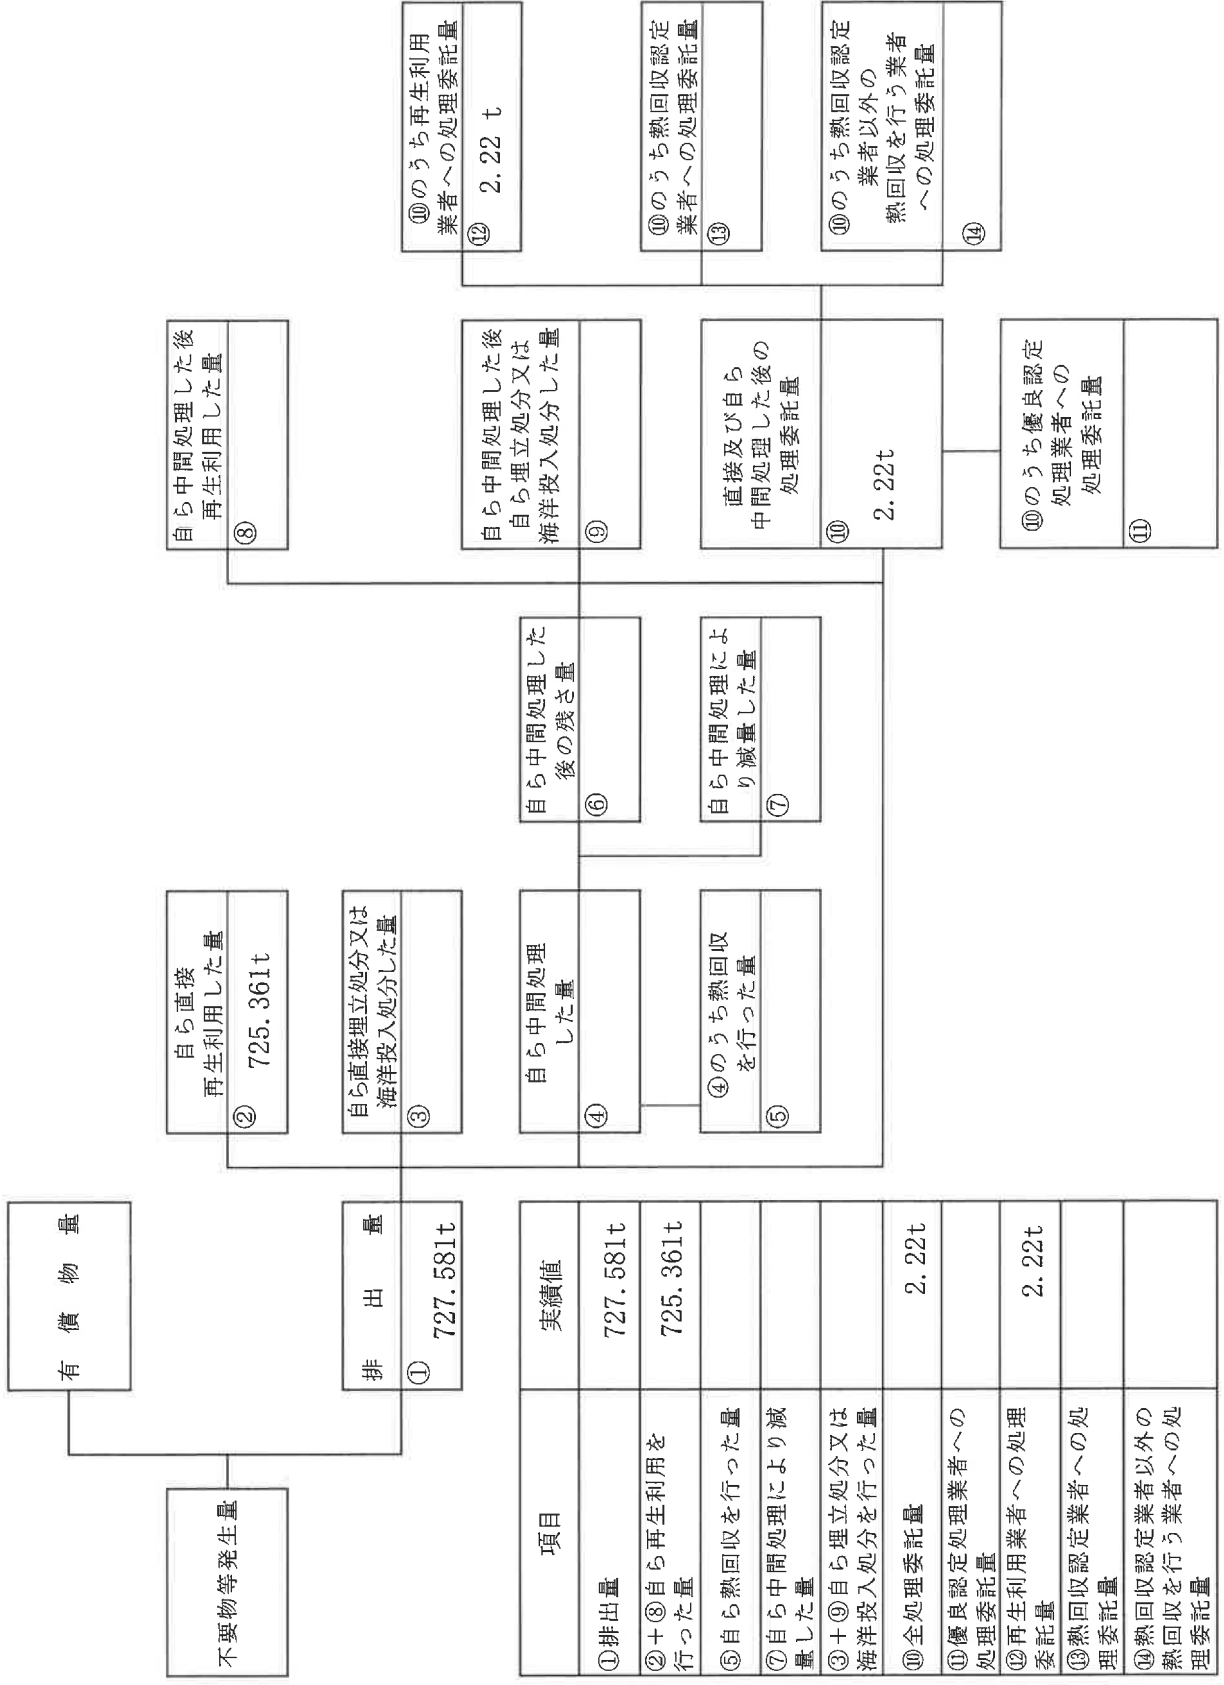 不要物等発生量
有償物量
排出量
①
727.581t
自ら直接
再生利用した量
②
725.361t
自ら直接埋立処分又は
海洋投入処分した量
③
自ら中間処理
した量
④
④のうち熱回収
を行った量
⑤
自ら中間処理した
後の残さ量
⑥
自ら中間処理によ
り減量した量
⑦
自ら中間処理した後
再生利用した量
⑧
自ら中間処理した後
自ら埋立処分又は
海洋投入処分した量
⑨
直接及び自ら
中間処理した後の
処理委託量
⑩
2.22t
⑩のうち優良認定
処理業者への
処理委託量
⑪
⑩のうち再生利用
業者への処理委託量
⑫
2.22 t
⑩のうち熱回収認定
業者への処理委託量
⑬
⑩のうち熱回収認定
業者以外の
熱回収を行う業者
への処理委託量
⑭
項目 実績値
①排出量 727.581t
②+⑧自ら再生利用を
行った量 725.361t
⑤自ら熱回収を行った量
⑦自ら中間処理により減
量した量
③+⑨自ら埋立処分又は
海洋投入処分を行った量
⑩全処理委託量 2.22t
⑪優良認定処理業者への
処理委託量
⑫再生利用業者への処理
委託量 2.22t
⑬熱回収認定業者への処
理委託量
⑭熱回収認定業者以外の
熱回収を行う業者への処
理委託量